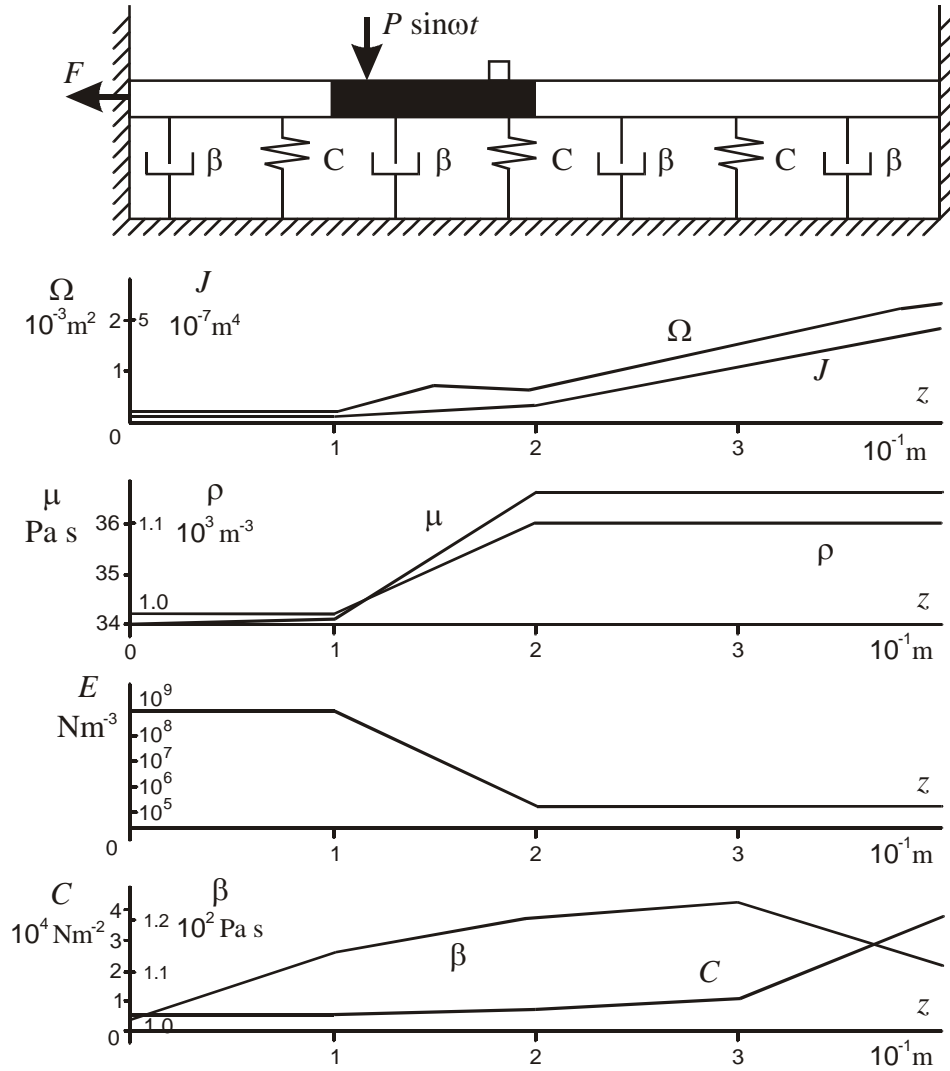 P sinωt
F
β C β C β C β
Ω J
10⁻³m² 2 5 10⁻⁷m⁴
Ω
1
J
z
0
1 2 3 10⁻¹m
μ ρ
Pa s 36 1.1 10³ m⁻³
μ
ρ
35
1.0
z
34
0 1 2 3 10⁻¹m
E
10⁹
Nm⁻³
10⁸
10⁷
10⁶
z
10⁵
0
1 2 3 10⁻¹m
C β
4
10⁴ Nm⁻² 3 1.2 10² Pa s
β
C
2 1.1
1
z
1.0
0
1 2 3 10⁻¹m